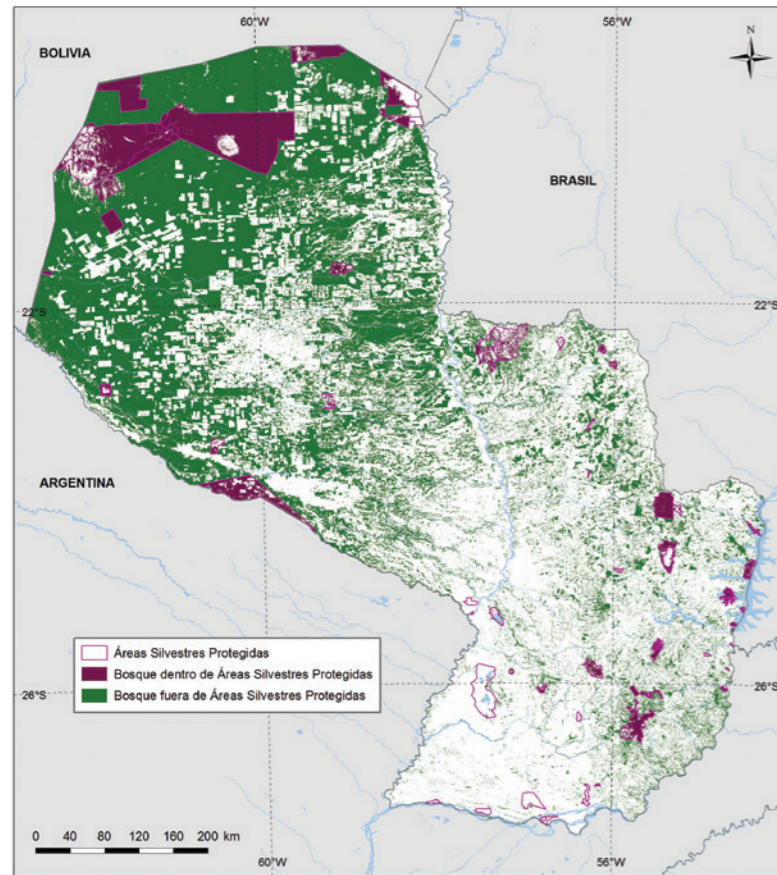 60°W
56°W
BOLIVIA
N
BRASIL
22°S
22°S
ARGENTINA
Áreas Silvestres Protegidas
Bosque dentro de Áreas Silvestres Protegidas
Bosque fuera de Áreas Silvestres Protegidas
26°S
26°S
0 40 80 120 160 200 km
60°W
56°W